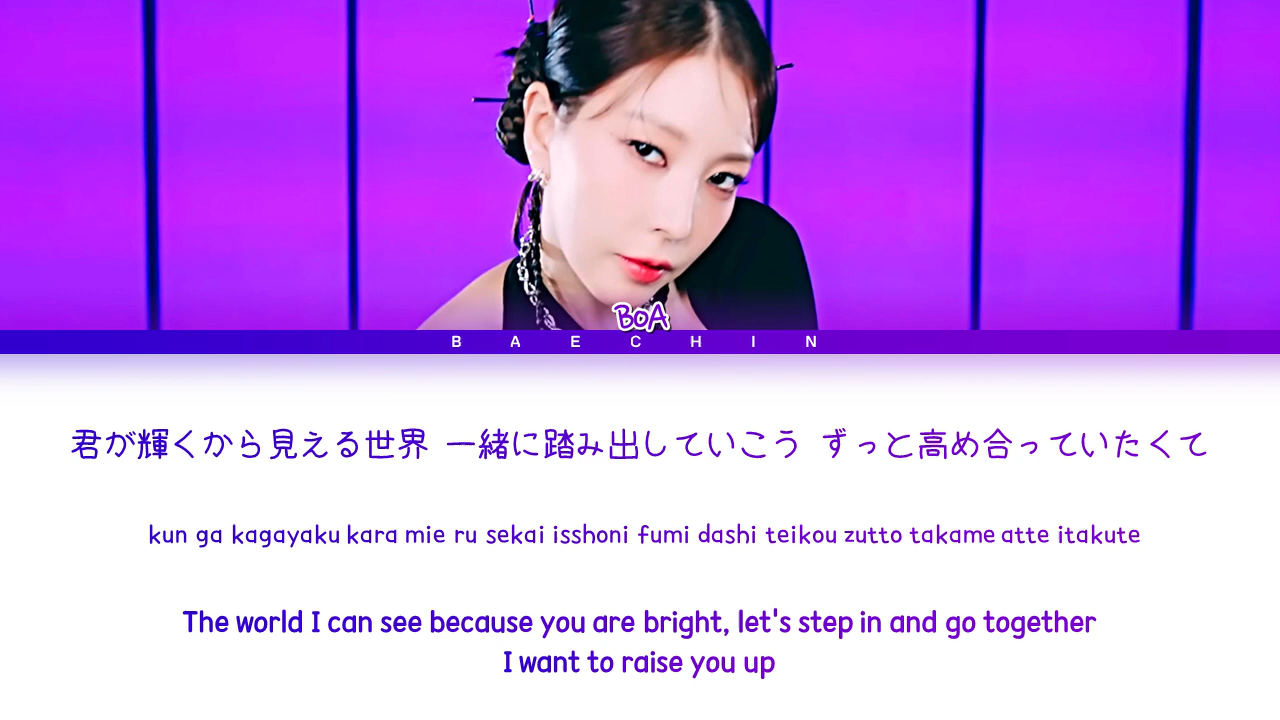 BoA
BAECHIN
君が輝くから見える世界 一緒に踏み出していこう ずっと高め合っていたくて
kun ga kagayaku kara mie ru sekai isshoni fumi dashi teikou zutto takame atte itakute
The world I can see because you are bright, let's step in and go together
I want to raise you up